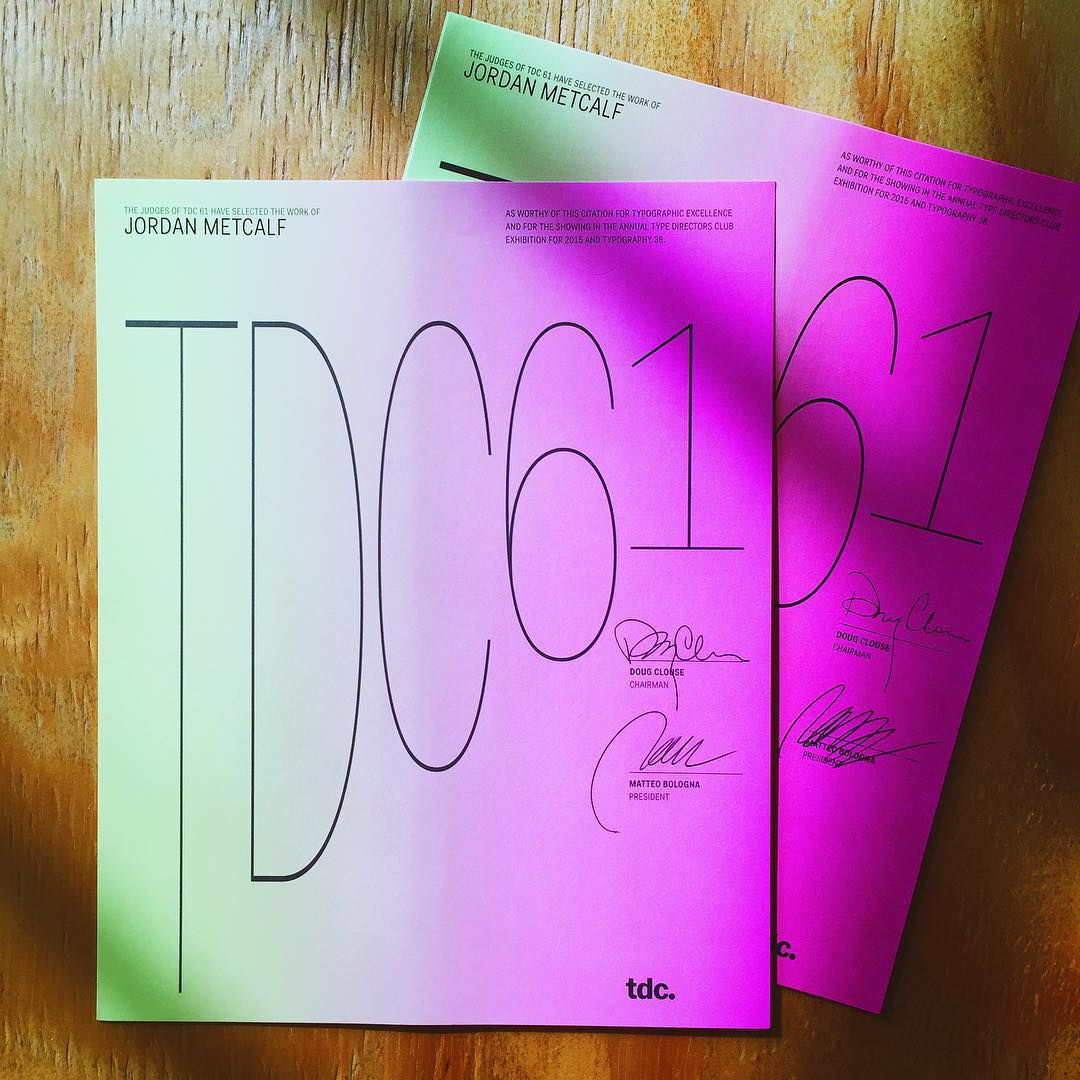 THE JUDGES OF TDC 61 HAVE SELECTED THE WORK OF
JORDAN METCALF
AS WORTHY OF THIS CITATION FOR TYPOGRAPHIC EXCELLENCE
AND FOR THE SHOWING IN THE ANNUAL TYPE DIRECTORS CLUB
EXHIBITION FOR 2015 AND TYPOGRAPHY 36.
TDC61
DOUG CLOUSE
CHAIRMAN
MATTEO BOLOGNA
PRESIDENT
tdc.
THE JUDGES OF TDC 61 HAVE SELECTED THE WORK OF
JORDAN METCALF
AS WORTHY OF THIS CITATION FOR TYPOGRAPHIC EXCELLENCE
AND FOR THE SHOWING IN THE ANNUAL TYPE DIRECTORS CLUB
EXHIBITION FOR 2015 AND TYPOGRAPHY 36.
61
DOUG CLOUSE
CHAIRMAN
MATTEO BOLOGNA
PRESIDENT
c.